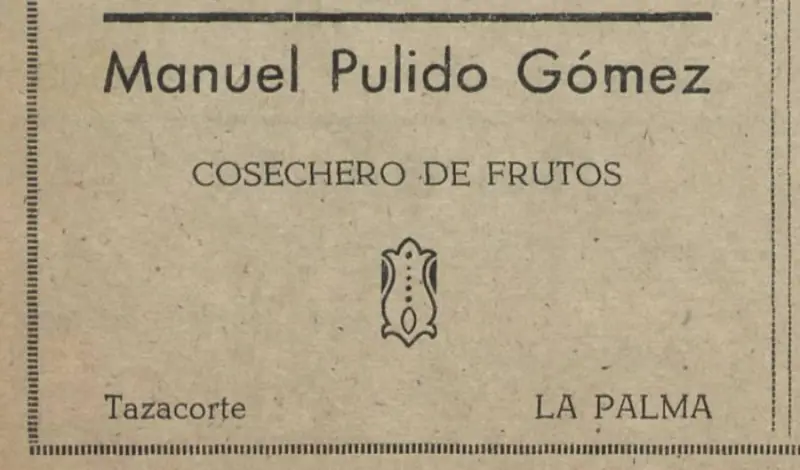 Manuel Pulido Gómez
COSECHERO DE FRUTOS
Tazacorte LA PALMA